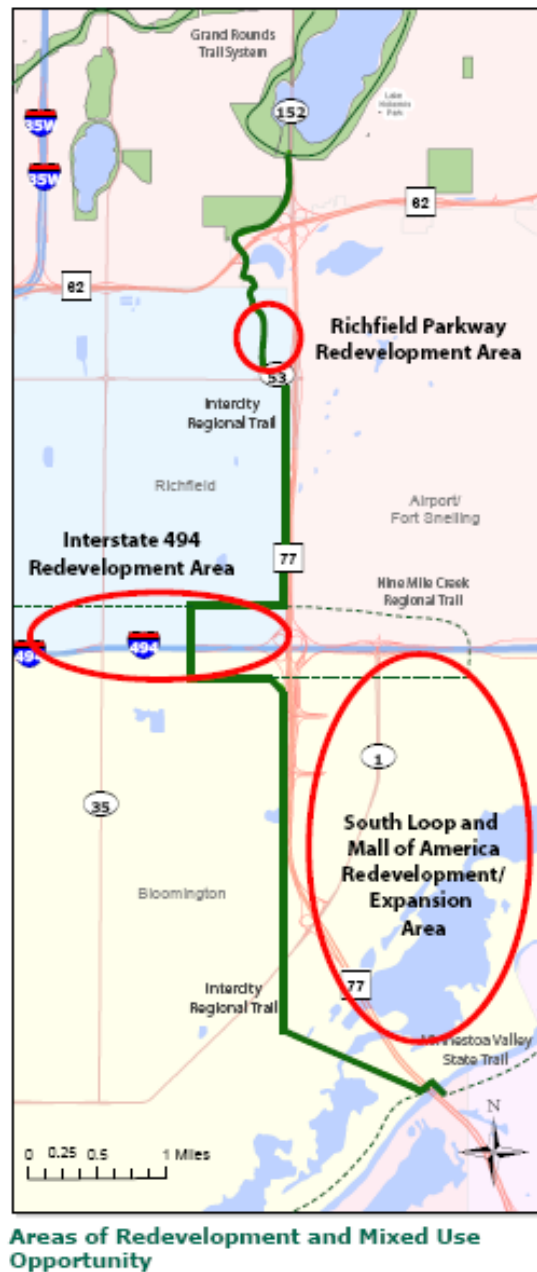 Grand Rounds
Trail System
152
Lake
Nokomis
Park
35W
35W
62
62
Richfield Parkway
Redevelopment Area
53
Intercity
Regional Trail
Richfield
Airport/
Fort Snelling
77
Interstate 494
Redevelopment Area
Nine Mile Creek
Regional Trail
494
494
1
35
South Loop and
Mall of America
Redevelopment/
Expansion
Area
Bloomington
77
Intercity
Regional Trail
Minnestoa Valley
State Trail
N
0 0.25 0.5 1 Miles
Areas of Redevelopment and Mixed Use
Opportunity